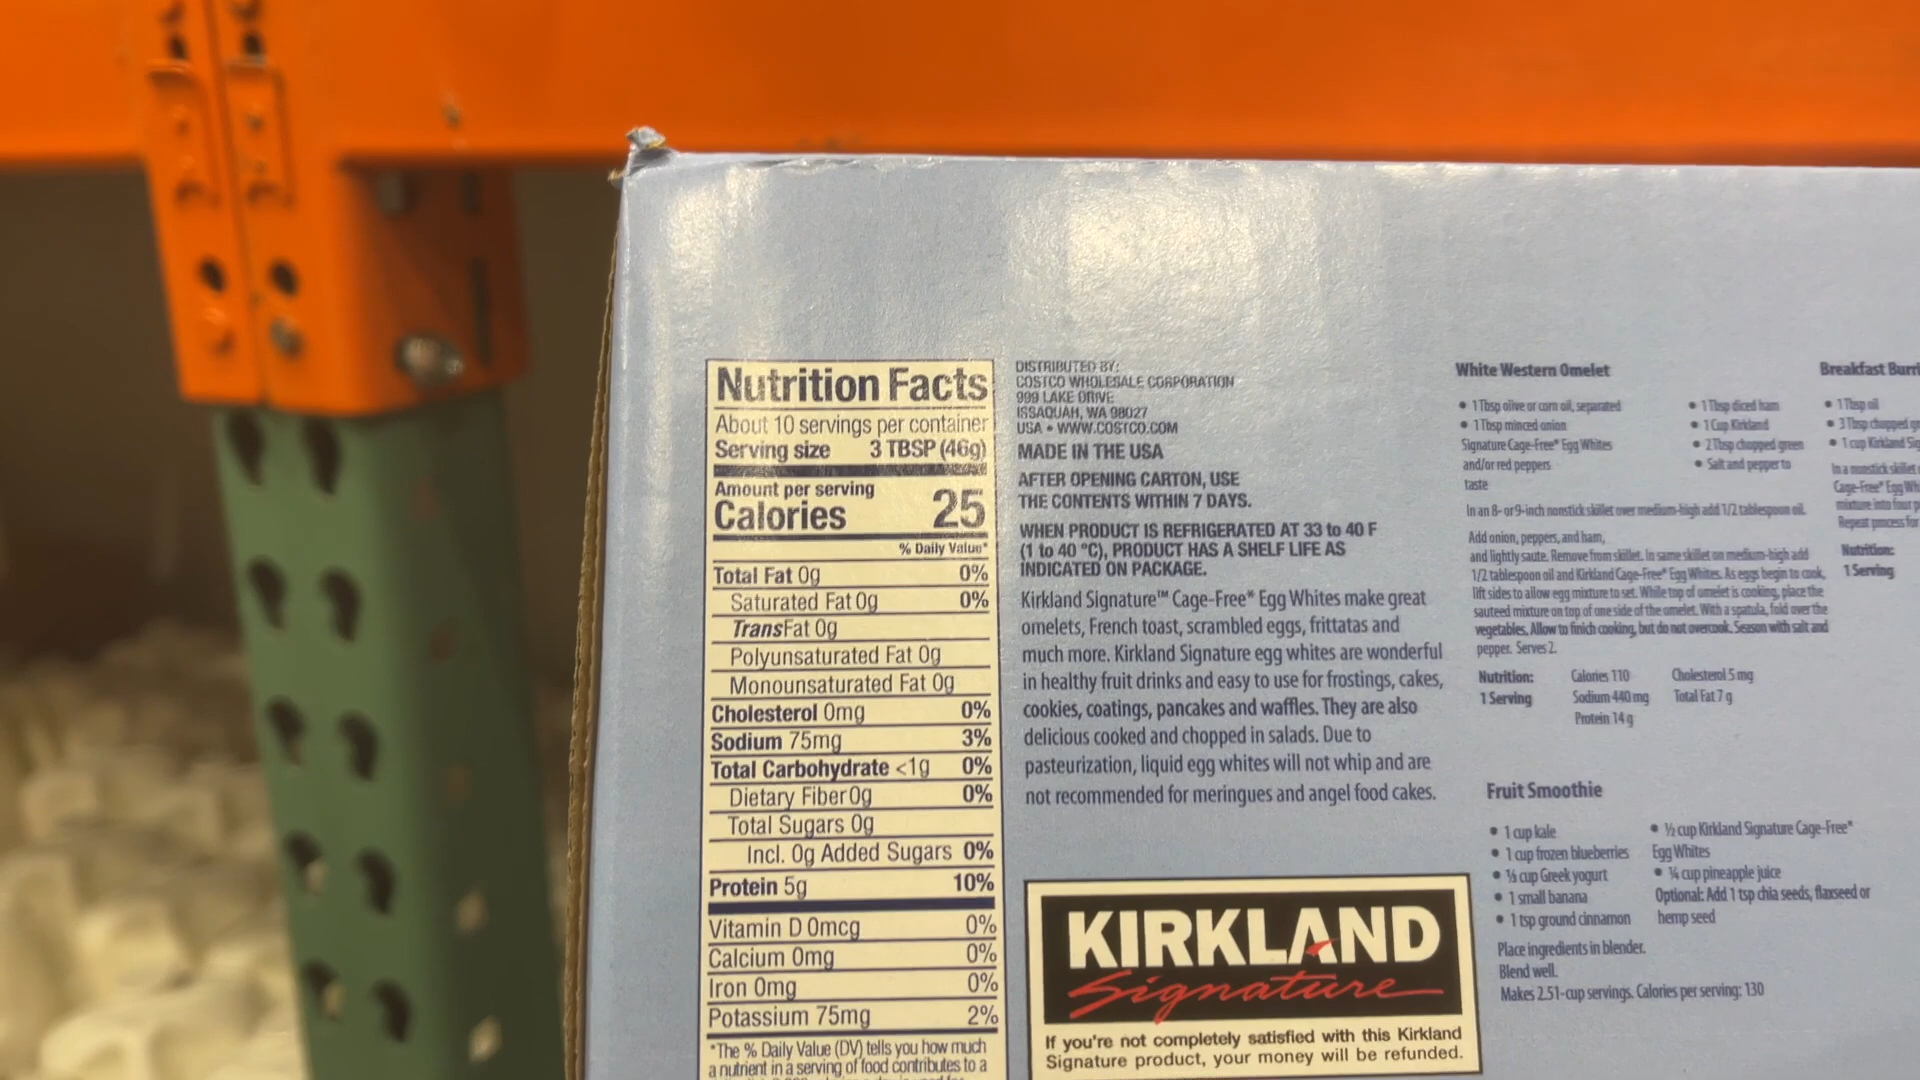 Nutrition Facts
About 10 servings per container
Serving size 3 TBSP (46g)
Amount per serving
Calories 25
% Daily Value*
Total Fat 0g 0%
Saturated Fat 0g 0%
Trans Fat 0g
Polyunsaturated Fat 0g
Monounsaturated Fat 0g
Cholesterol 0mg 0%
Sodium 75mg 3%
Total Carbohydrate <1g 0%
Dietary Fiber 0g 0%
Total Sugars 0g
Incl. 0g Added Sugars 0%
Protein 5g 10%
Vitamin D 0mcg 0%
Calcium 0mg 0%
Iron 0mg 0%
Potassium 75mg 2%
*The % Daily Value (DV) tells you how much
a nutrient in a serving of food contributes to a
DISTRIBUTED BY:
COSTCO WHOLESALE CORPORATION
999 LAKE DRIVE
ISSAQUAH, WA 98027
USA • WWW.COSTCO.COM
MADE IN THE USA
AFTER OPENING CARTON, USE
THE CONTENTS WITHIN 7 DAYS.
WHEN PRODUCT IS REFRIGERATED AT 33 to 40 F
(1 to 40 °C), PRODUCT HAS A SHELF LIFE AS
INDICATED ON PACKAGE.
Kirkland Signature™ Cage-Free* Egg Whites make great
omelets, French toast, scrambled eggs, frittatas and
much more. Kirkland Signature egg whites are wonderful
in healthy fruit drinks and easy to use for frostings, cakes,
cookies, coatings, pancakes and waffles. They are also
delicious cooked and chopped in salads. Due to
pasteurization, liquid egg whites will not whip and are
not recommended for meringues and angel food cakes.
KIRKLAND
Signature
If you're not completely satisfied with this Kirkland
Signature product, your money will be refunded.
White Western Omelet
• 1 Tbsp olive or corn oil, separated
• 1 Tbsp minced onion
Signature Cage-Free* Egg Whites
and/or red peppers
taste
• 1 Tbsp diced ham
• 1 Cup Kirkland
• 2 Tbsp chopped green
• Salt and pepper to
In an 8- or 9-inch nonstick skillet over medium-high add 1/2 tablespoon oil.
Add onion, peppers, and ham,
and lightly saute. Remove from skillet. In same skillet on medium-high add
1/2 tablespoon oil and Kirkland Cage-Free* Egg Whites. As eggs begin to cook,
lift sides to allow egg mixture to set. While top of omelet is cooking, place the
sauteed mixture on top of one side of the omelet. With a spatula, fold over the
vegetables. Allow to finich cooking, but do not overcook. Season with salt and
pepper. Serves 2.
Nutrition: Calories 110 Cholesterol 5 mg
1 Serving Sodium 440 mg Total Fat 7 g
Protein 14 g
Fruit Smoothie
• 1 cup kale
• 1 cup frozen blueberries
• ⅓ cup Greek yogurt
• 1 small banana
• 1 tsp ground cinnamon
• ½ cup Kirkland Signature Cage-Free*
Egg Whites
• ¼ cup pineapple juice
Optional: Add 1 tsp chia seeds, flaxseed or
hemp seed
Place ingredients in blender.
Blend well.
Makes 2.51-cup servings. Calories per serving: 130
Breakfast
• 1 Tbsp oil
• 3 Tbsp chopped
• 1 cup Kirkland
In a nonstick skillet
Cage-Free* Egg
mixture into four
Repeat process for
Nutrition:
1 Serving